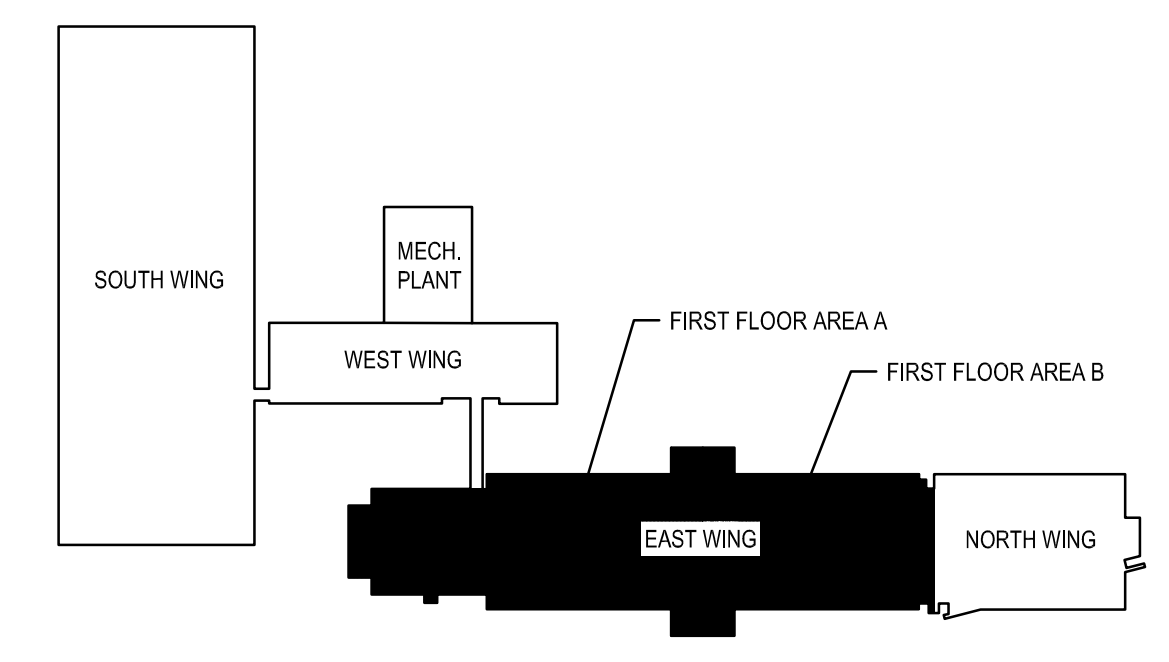 MECH.
PLANT
SOUTH WING
FIRST FLOOR AREA A
WEST WING
FIRST FLOOR AREA B
EAST WING
NORTH WING